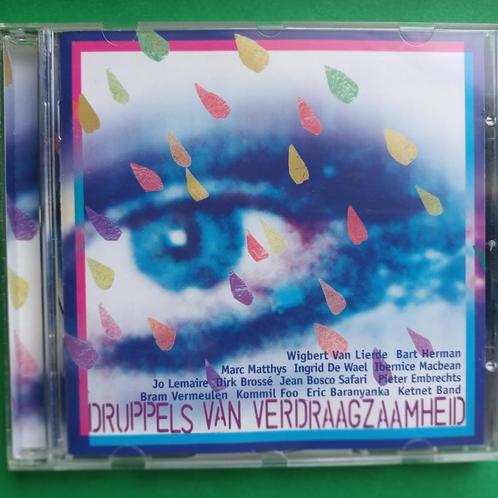 Wigbert Van Lierde Bart Herman
Marc Matthys Ingrid De Wael Ibernice Macbean
Jo Lemaire Dirk Brossé Jean Bosco Safari Pieter Embrechts
Bram Vermeulen Kommil Foo Eric Baranyanka Ketnet Band
DRUPPELS VAN VERDRAAGZAAMHEID